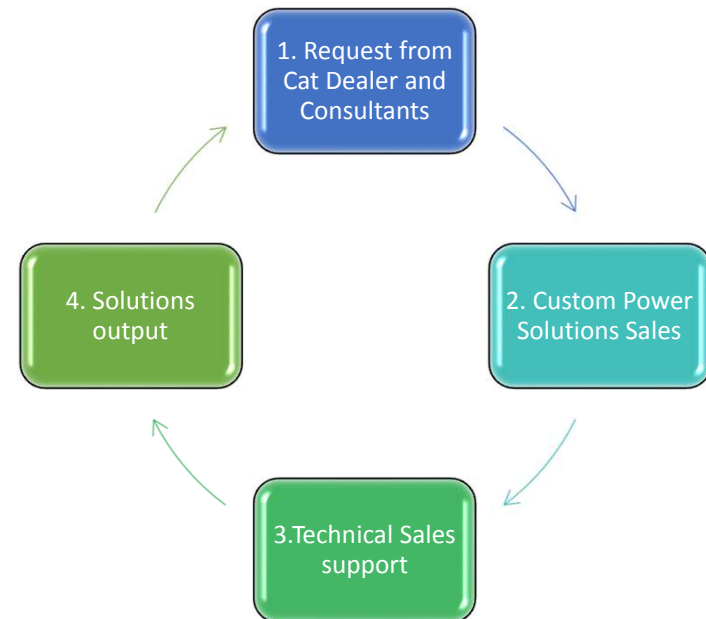 1. Request from
Cat Dealer and
Consultants
2. Custom Power
Solutions Sales
3.Technical Sales
support
4. Solutions
output